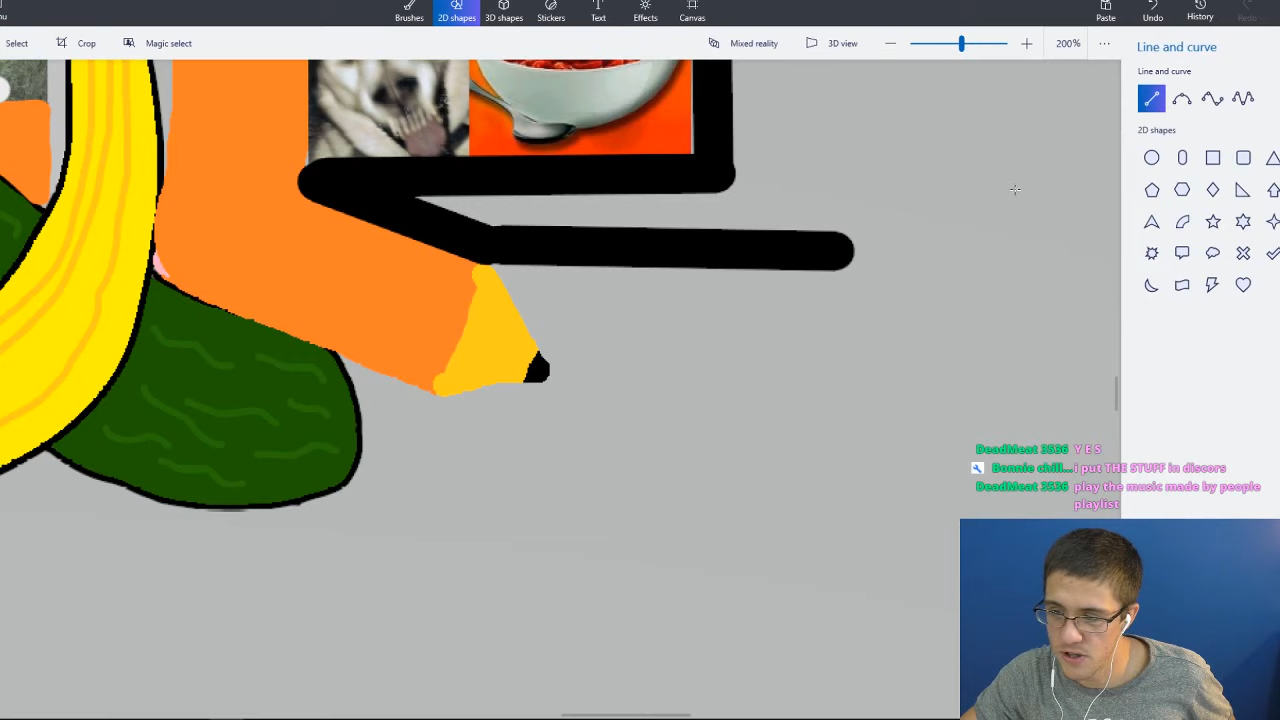 nu
Brushes
2D shapes
3D shapes
Stickers
Text
Effects
Canvas
Paste
Undo
History
Redo
Select
Crop
Magic select
Mixed reality
3D view
200%
Line and curve
Line and curve
2D shapes
DeadMeat 3536 Y E S
Bonnie chill... i put THE STUFF in discors
DeadMeat 3536 play the music made by people
playlist